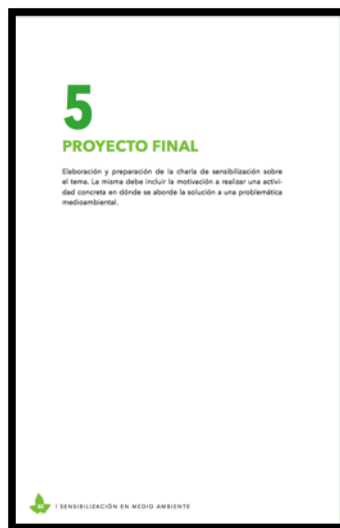 5
PROYECTO FINAL
Elaboración y preparación de la charla de sensibilización sobre
el tema. La misma debe incluir la motivación a realizar una activi-
dad concreta en dónde se aborde la solución a una problemática
medioambiental.
| SENSIBILIZACIÓN EN MEDIO AMBIENTE